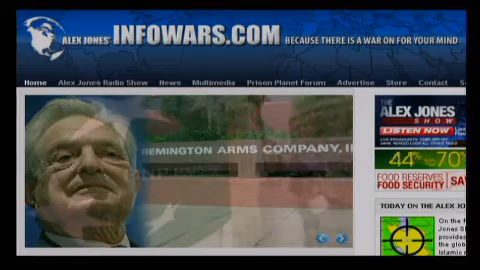 ALEX JONES' INFOWARS.COM BECAUSE THERE IS A WAR ON FOR YOUR MIND
Home Alex Jones Radio Show News Multimedia Prison Planet Forum Advertise Store Contact
REMINGTON ARMS COMPANY, I
THE
ALEX JONES
SHOW
LISTEN NOW
44% 70%
FOOD RESERVES
FOOD SECURITY
TODAY ON THE ALEX JO
On the
Jones S
provides
the glob
Islamic